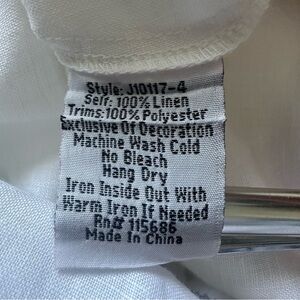 Style: J10117-4
Self: 100% Linen
Trims:100% Polyester
Exclusive Of Decoration
Machine Wash Cold
No Bleach
Hang Dry
Iron Inside Out With
Warm Iron If Needed
Rn# 115686
Made In China